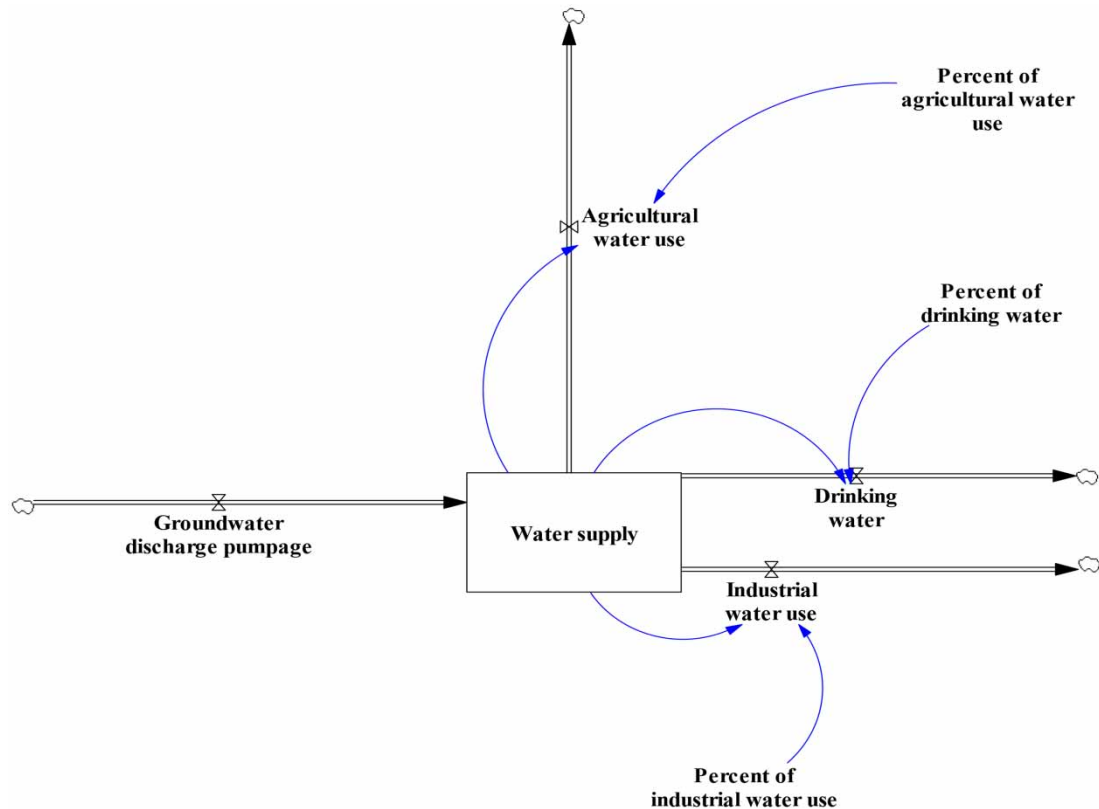 Percent of
agricultural water
use
Agricultural
water use
Percent of
drinking water
Groundwater
discharge pumpage
Water supply
Drinking
water
Industrial
water use
Percent of
industrial water use